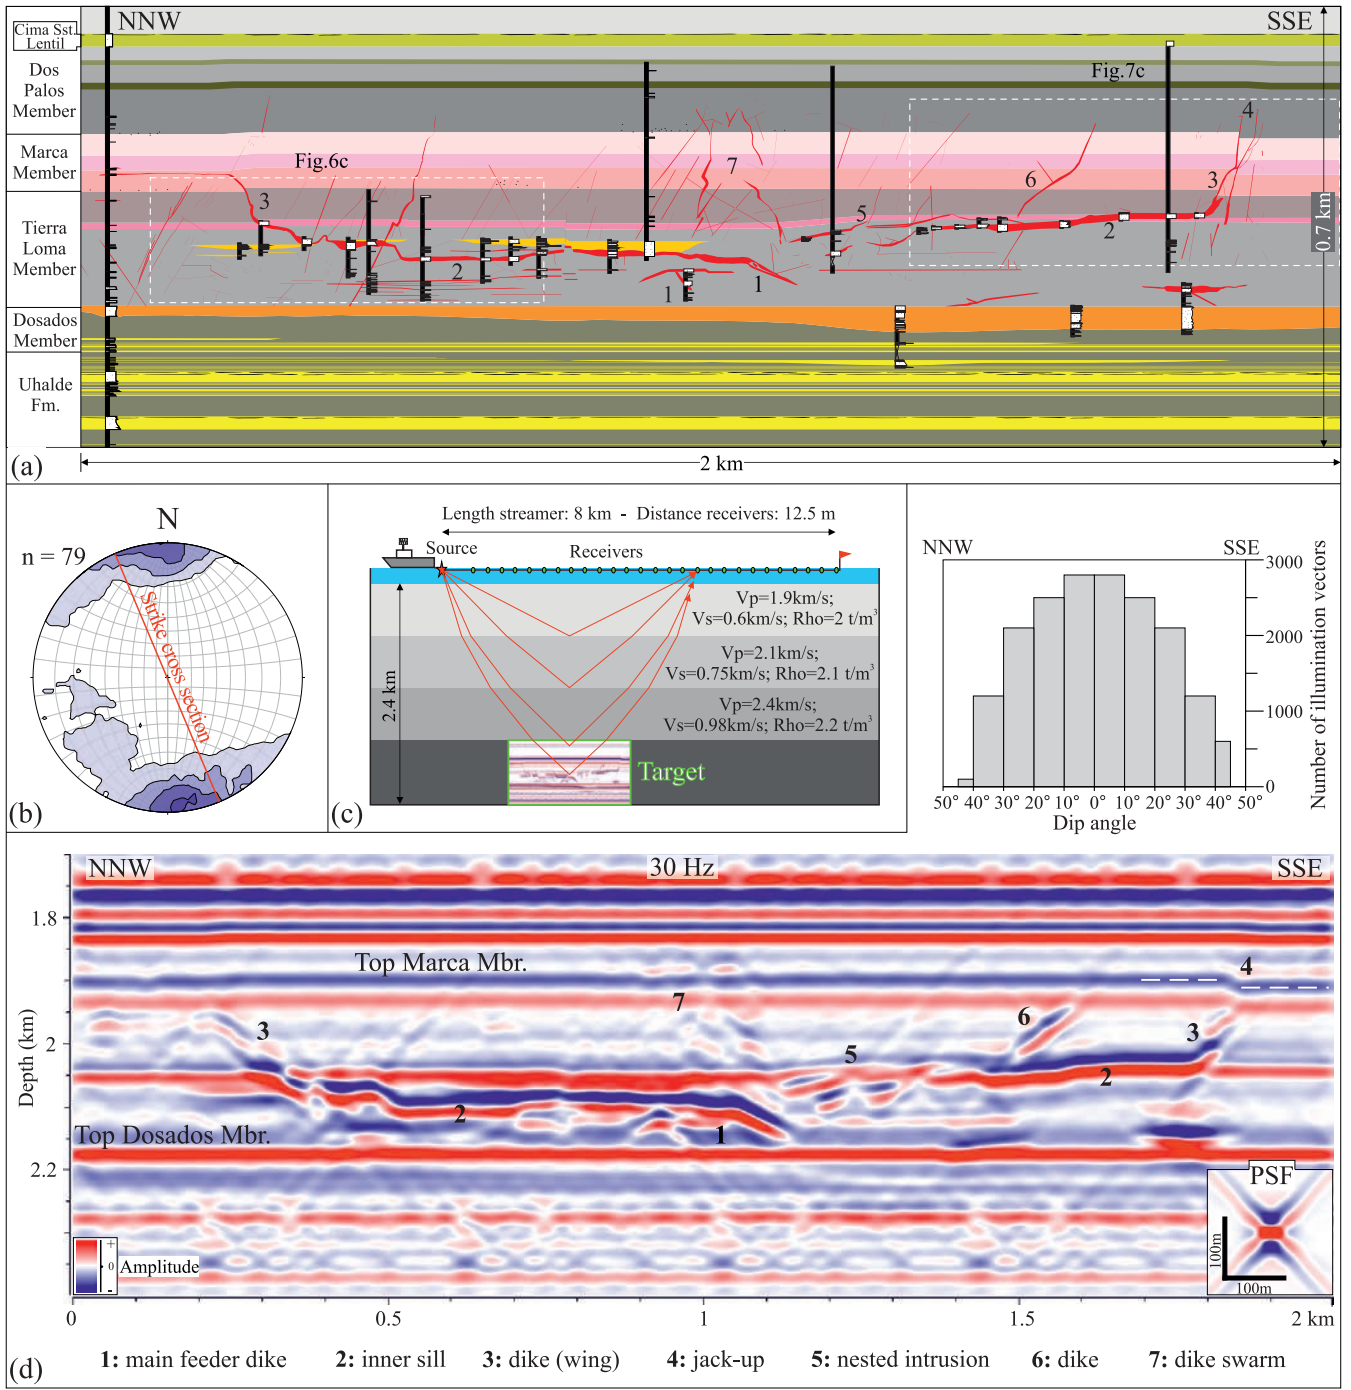 NNW
SSE
Cima Sst.
Lentil
Dos
Palos
Member
Marca
Member
Tierra
Loma
Member
Dosados
Member
Uhalde
Fm.
Fig.6c
Fig.7c
3
2
1
1
7
5
6
2
3
4
0.7 km
2 km
(a)
N
n = 79
Strike cross section
(b)
Length streamer: 8 km - Distance receivers: 12.5 m
Source
Receivers
Vp=1.9km/s;
Vs=0.6km/s; Rho=2 t/m³
Vp=2.1km/s;
Vs=0.75km/s; Rho=2.1 t/m³
Vp=2.4km/s;
Vs=0.98km/s; Rho=2.2 t/m³
2.4 km
Target
(c)
NNW
SSE
3000
2000
1000
0
Number of illumination vectors
50° 40° 30° 20° 10° 0° 10° 20° 30° 40° 50°
Dip angle
NNW
30 Hz
SSE
1.8
2
2.2
Depth (km)
Top Marca Mbr.
Top Dosados Mbr.
3
2
1
7
5
6
2
3
4
PSF
100m
100m
+
0
-
Amplitude
0
0.5
1
1.5
2 km
(d)
1: main feeder dike
2: inner sill
3: dike (wing)
4: jack-up
5: nested intrusion
6: dike
7: dike swarm